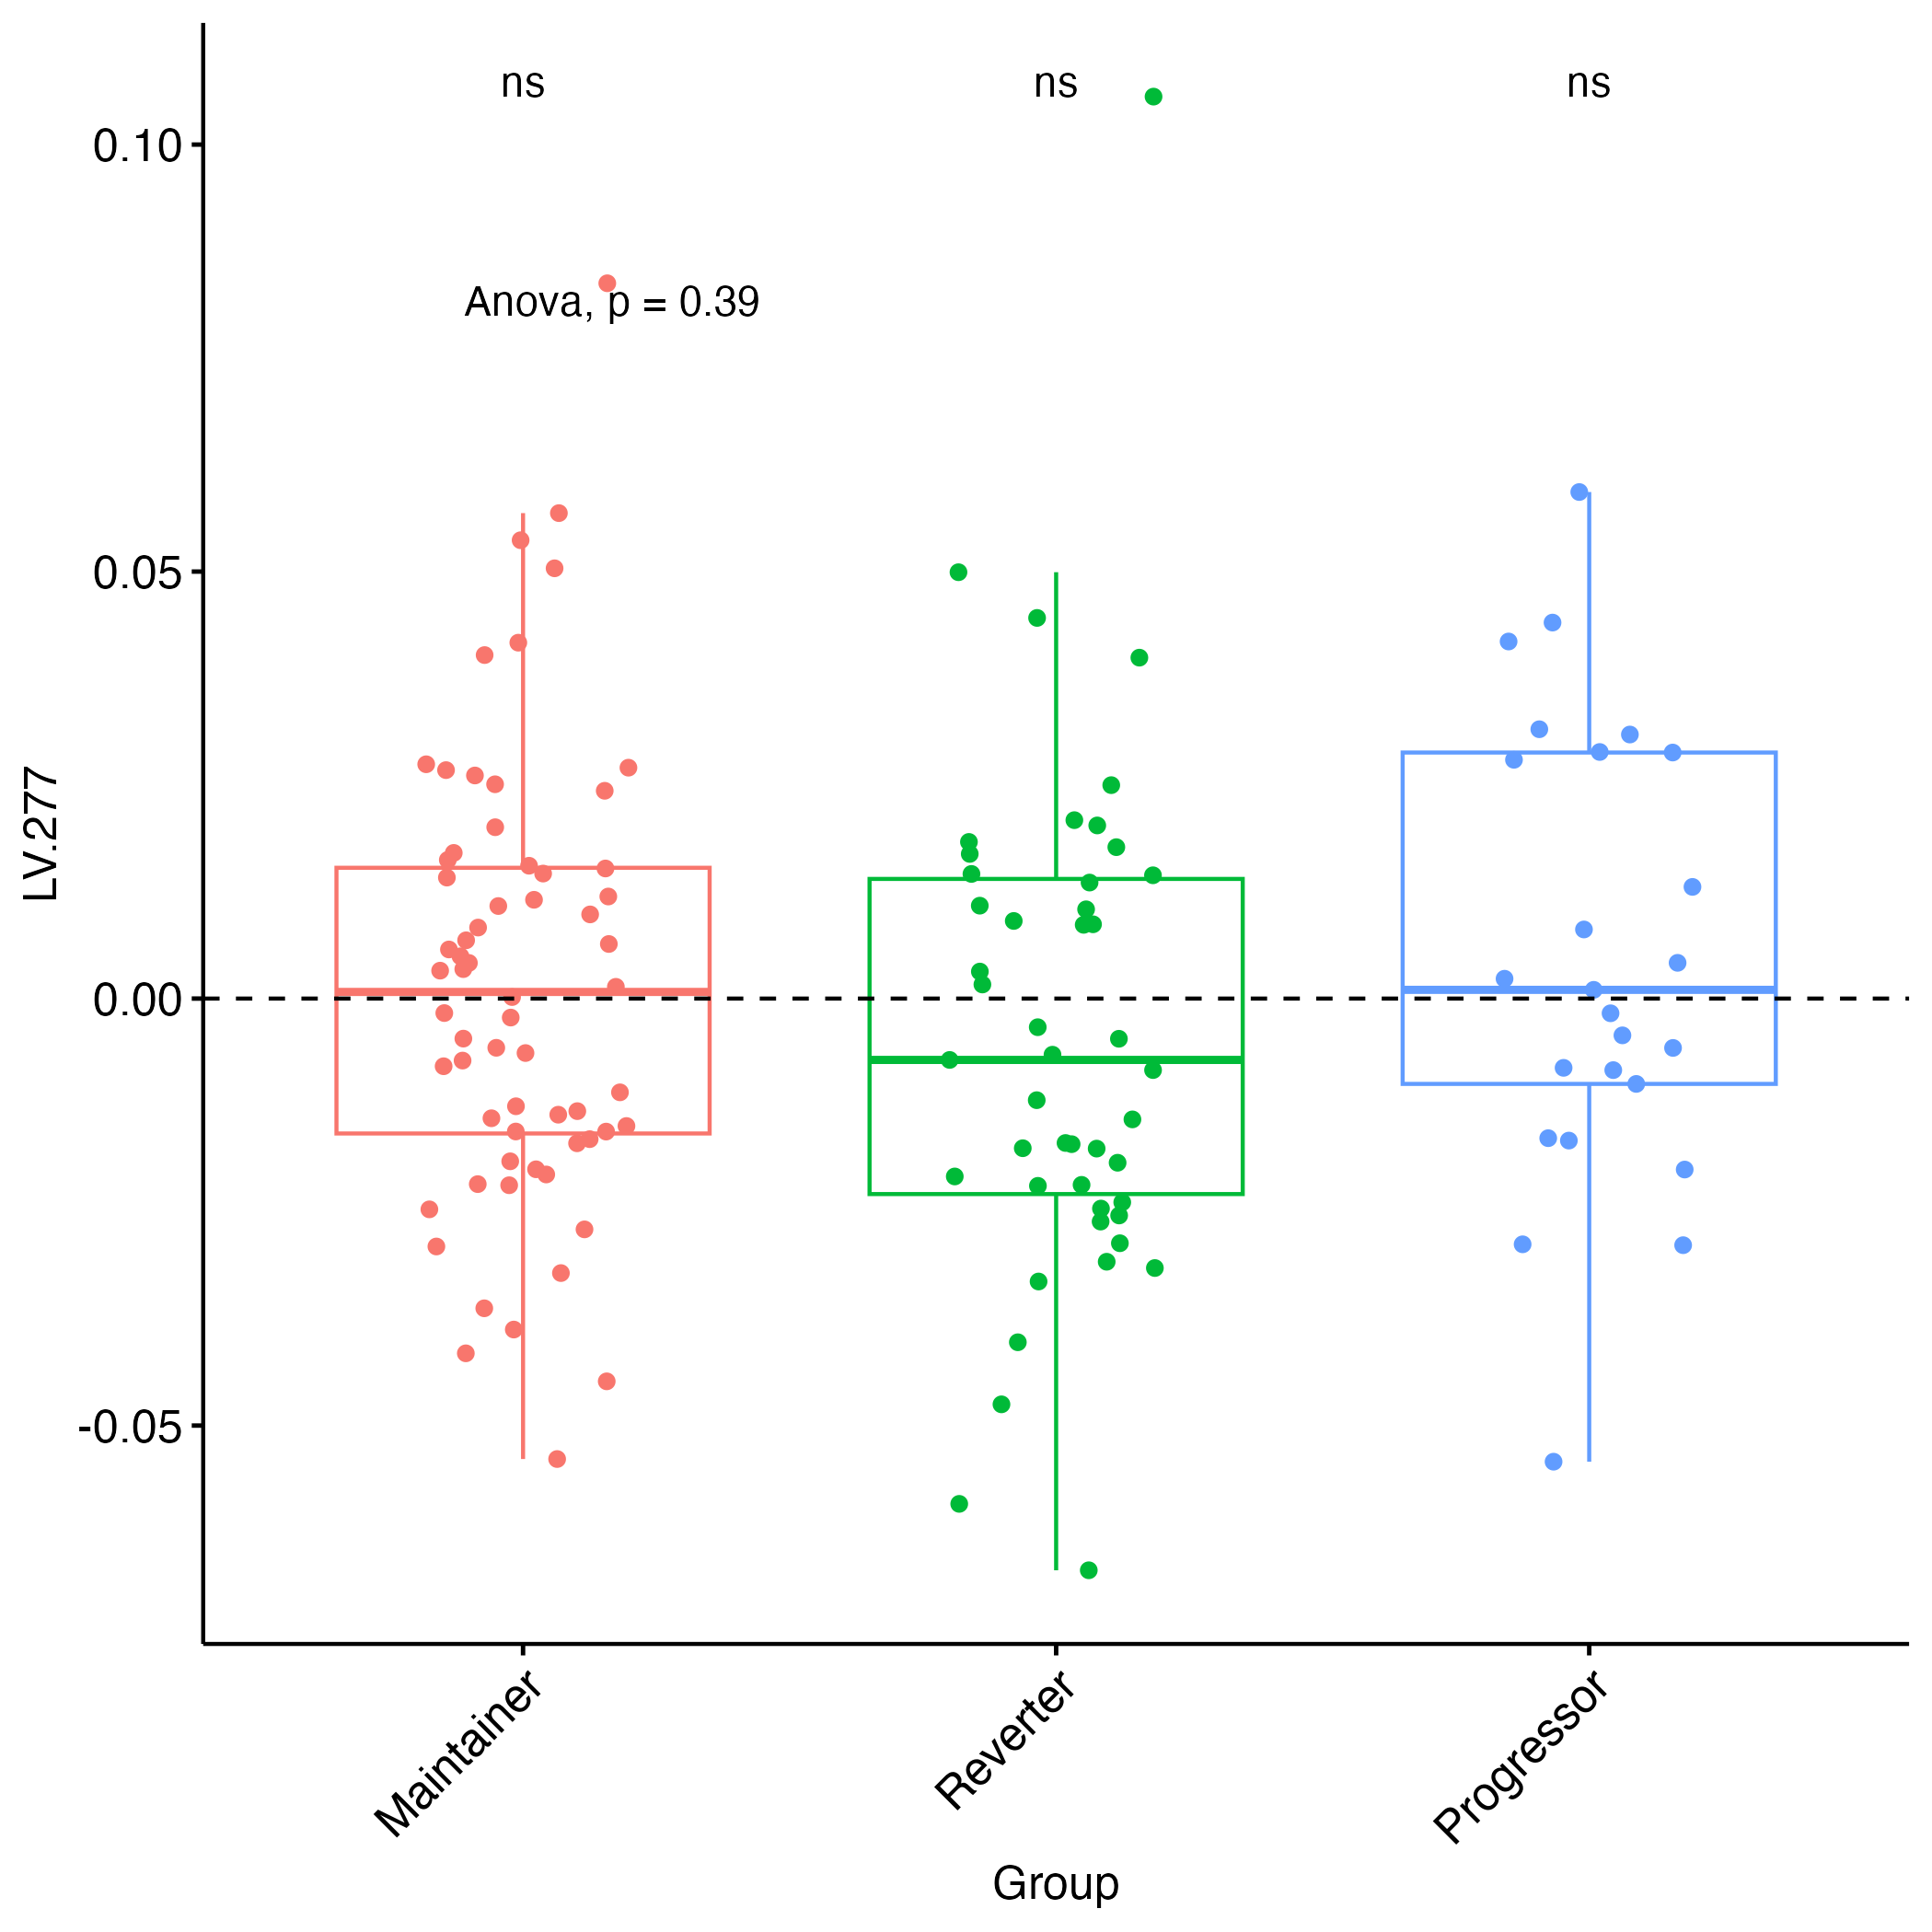 ns ns ns
0.10
Anova, p = 0.39
0.05
LV.277
0.00
-0.05
Maintainer
Reverter
Progressor
Group